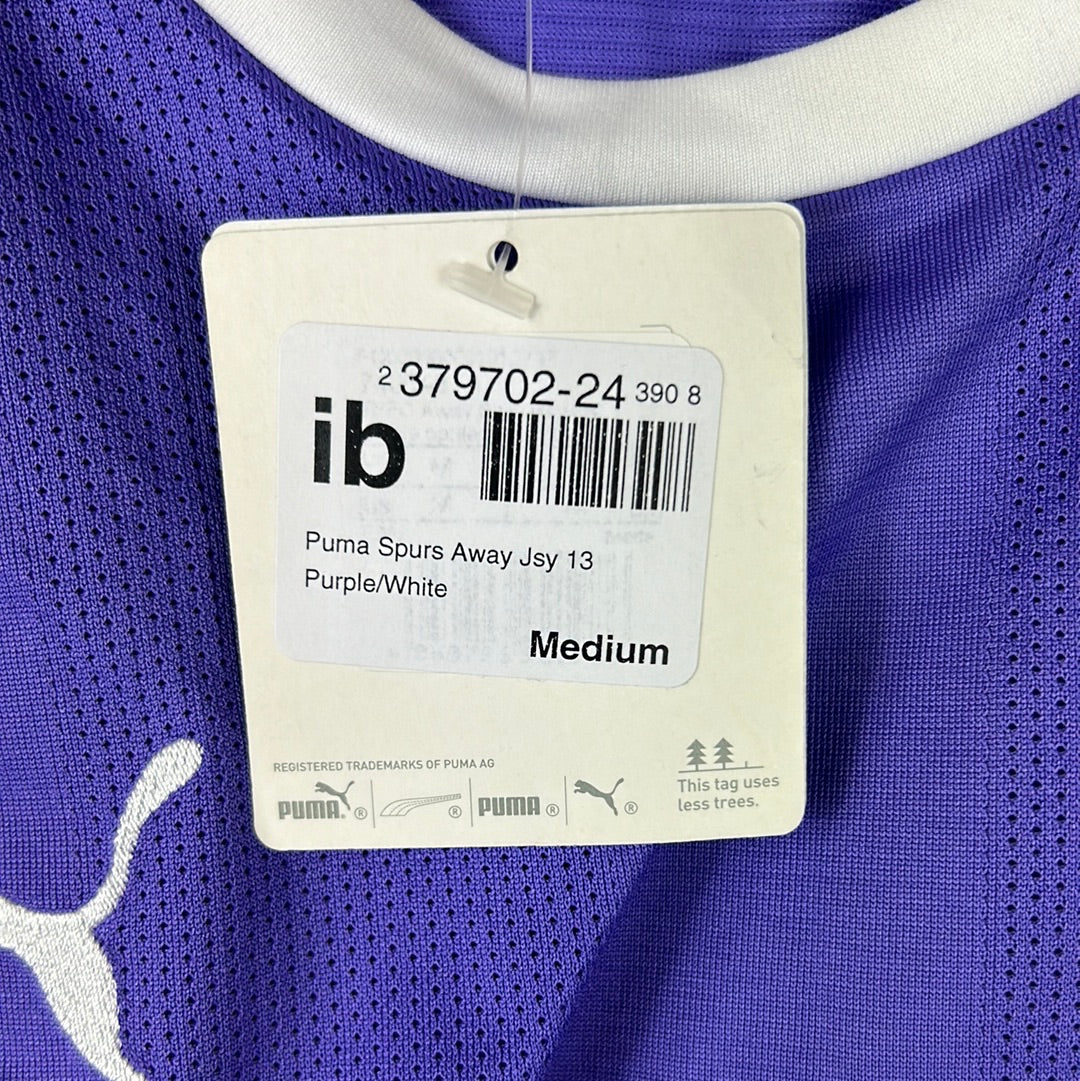 2 379702-24 390 8
ib
Puma Spurs Away Jsy 13
Purple/White
Medium
REGISTERED TRADEMARKS OF PUMA AG
PUMA.® ® PUMA ® ®
This tag uses
less trees.